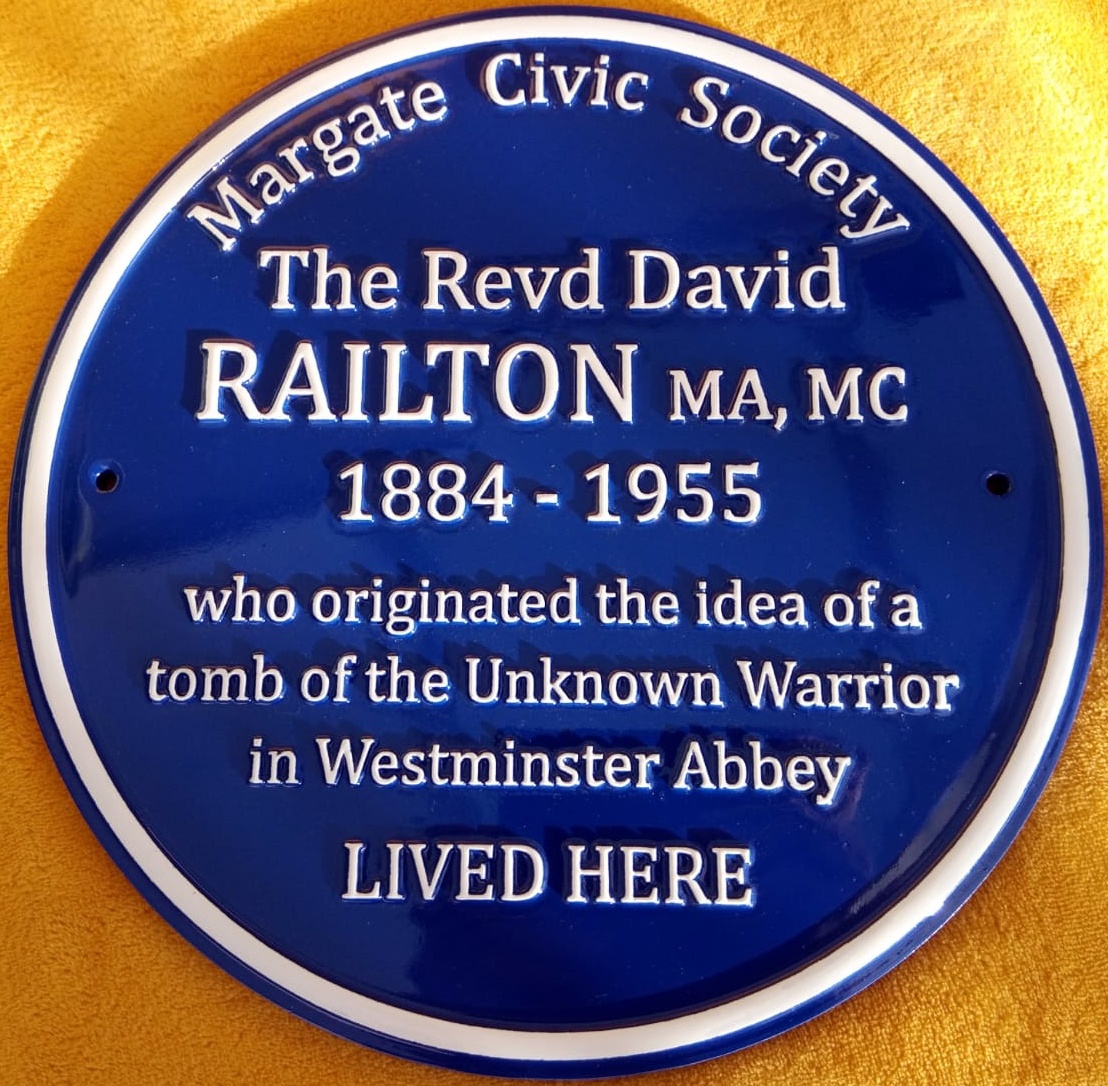 Margate Civic Society
The Revd David
RAILTON MA, MC
1884 - 1955
who originated the idea of a
tomb of the Unknown Warrior
in Westminster Abbey
LIVED HERE